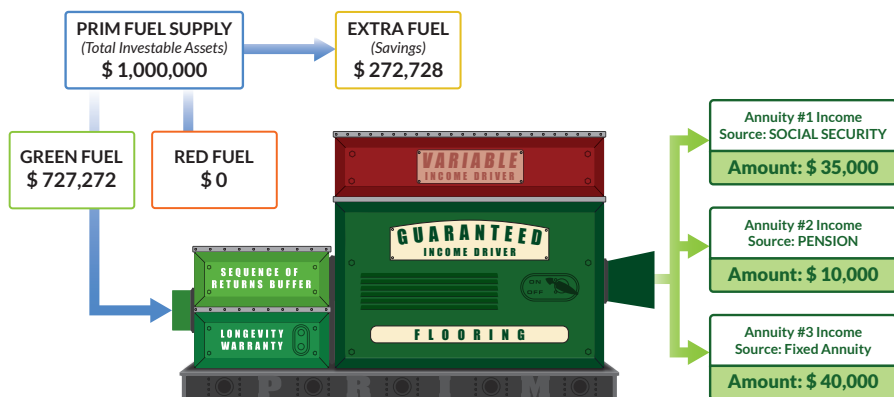 PRIM FUEL SUPPLY
(Total Investable Assets)
$ 1,000,000
EXTRA FUEL
(Savings)
$ 272,728
GREEN FUEL
$ 727,272
RED FUEL
$ 0
VARIABLE
INCOME DRIVER
GUARANTEED
INCOME DRIVER
ON
OFF
FLOORING
SEQUENCE OF
RETURNS BUFFER
LONGEVITY
WARRANTY
PRIM
Annuity #1 Income
Source: SOCIAL SECURITY
Amount: $ 35,000
Annuity #2 Income
Source: PENSION
Amount: $ 10,000
Annuity #3 Income
Source: Fixed Annuity
Amount: $ 40,000